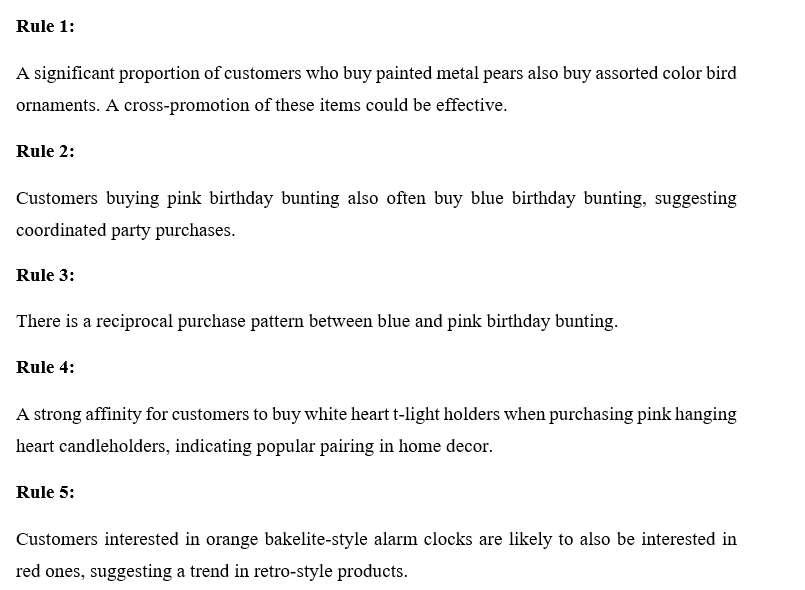 Rule 1:
A significant proportion of customers who buy painted metal pears also buy assorted color bird
ornaments. A cross-promotion of these items could be effective.
Rule 2:
Customers buying pink birthday bunting also often buy blue birthday bunting, suggesting
coordinated party purchases.
Rule 3:
There is a reciprocal purchase pattern between blue and pink birthday bunting.
Rule 4:
A strong affinity for customers to buy white heart t-light holders when purchasing pink hanging
heart candleholders, indicating popular pairing in home decor.
Rule 5:
Customers interested in orange bakelite-style alarm clocks are likely to also be interested in
red ones, suggesting a trend in retro-style products.